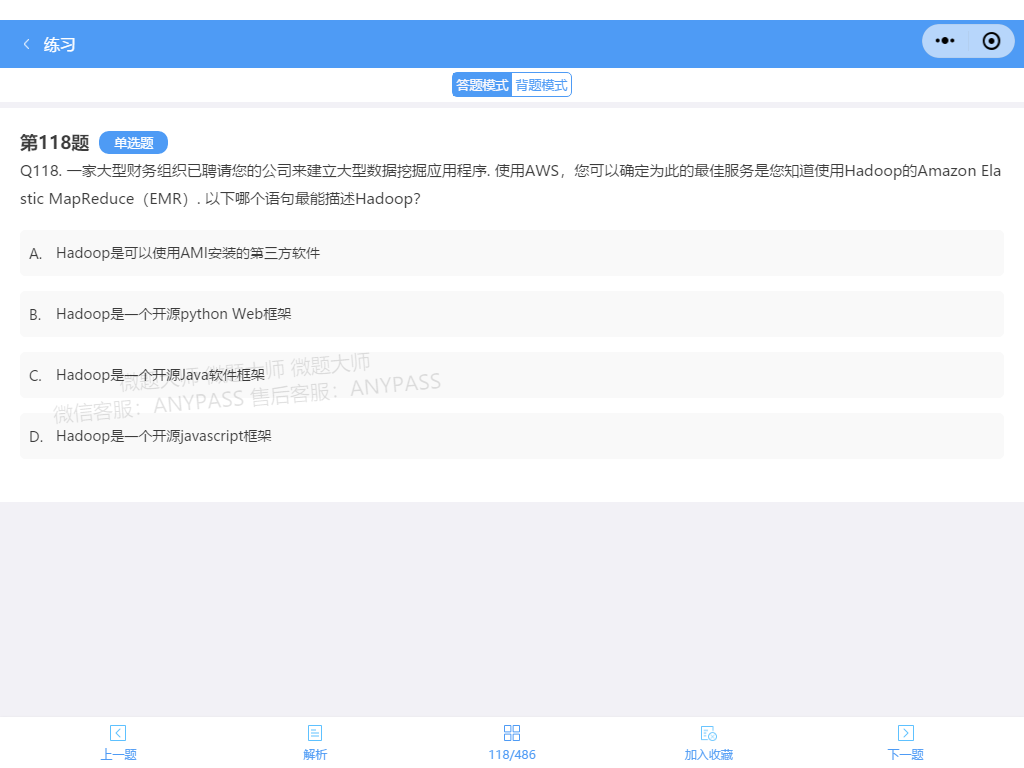 练习
答题模式 背题模式
第118题 单选题
Q118. 一家大型财务组织已聘请您的公司来建立大型数据挖掘应用程序. 使用AWS，您可以确定为此的最佳服务是您知道使用Hadoop的Amazon Ela
stic MapReduce（EMR）. 以下哪个语句最能描述Hadoop?
A. Hadoop是可以使用AMI安装的第三方软件
B. Hadoop是一个开源python Web框架
C. Hadoop是一个开源Java软件框架
微题大师 微题大师 微题大师
微信客服：ANYPASS 售后客服：ANYPASS
D. Hadoop是一个开源javascript框架
上一题 解析 118/486 加入收藏 下一题